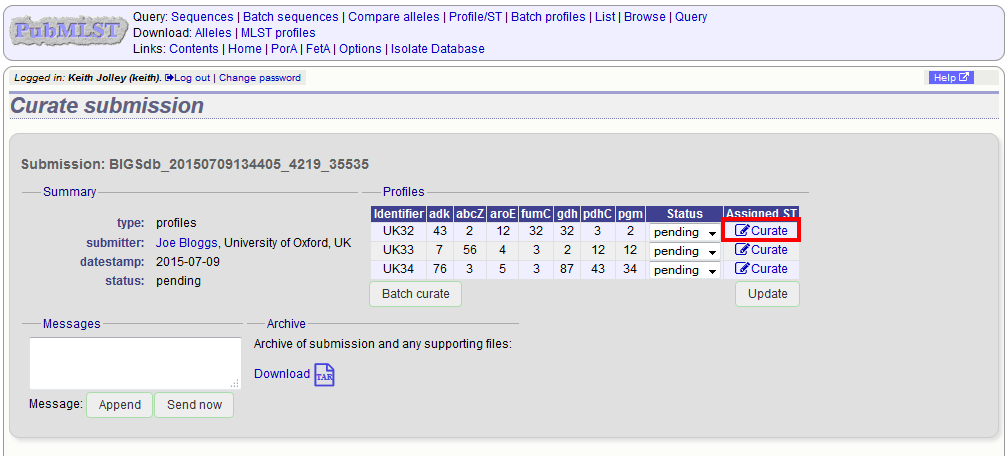 PubMLST
Query: Sequences | Batch sequences | Compare alleles | Profile/ST | Batch profiles | List | Browse | Query
Download: Alleles | MLST profiles
Links: Contents | Home | PorA | FetA | Options | Isolate Database
Logged in: Keith Jolley (keith). Log out | Change password
Help
Curate submission
Submission: BIGSdb_20150709134405_4219_35535
Summary
type: profiles
submitter: Joe Bloggs, University of Oxford, UK
datestamp: 2015-07-09
status: pending
Profiles
Identifier adk abcZ aroE fumC gdh pdhC pgm Status Assigned ST
UK32 43 2 12 32 32 3 2 pending Curate
UK33 7 56 4 3 2 12 12 pending Curate
UK34 76 3 5 3 87 43 34 pending Curate
Batch curate Update
Messages
Message: Append Send now
Archive
Archive of submission and any supporting files:
Download TAR